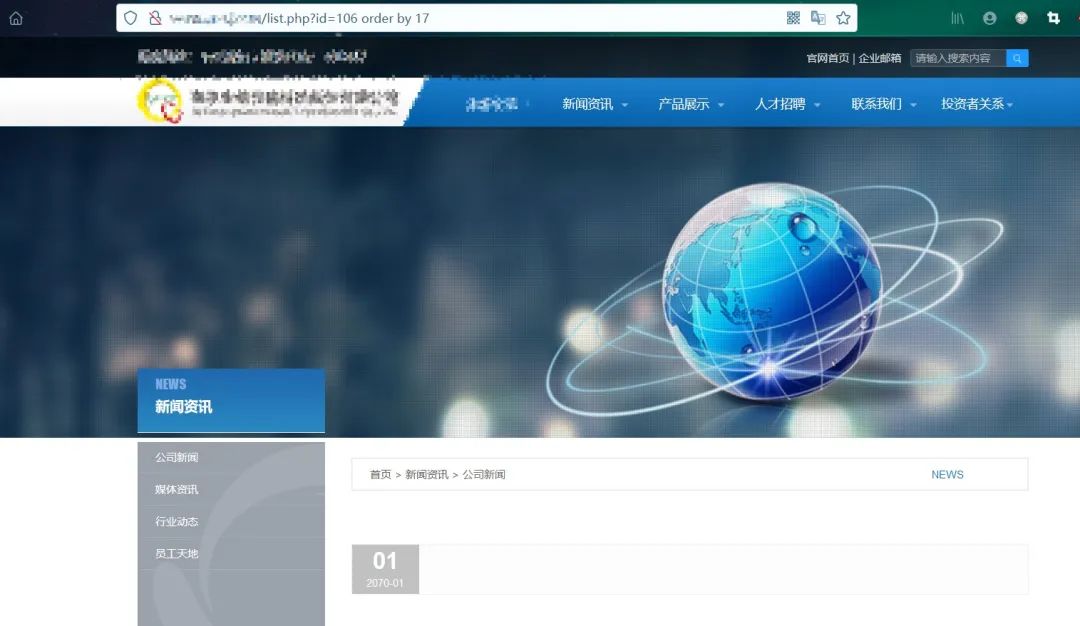 /list.php?id=106 order by 17
官网首页 | 企业邮箱
请输入搜索内容
新闻资讯
产品展示
人才招聘
联系我们
投资者关系
NEWS
新闻资讯
公司新闻
媒体资讯
行业动态
员工天地
首页 > 新闻资讯 > 公司新闻
NEWS
01
2070-01